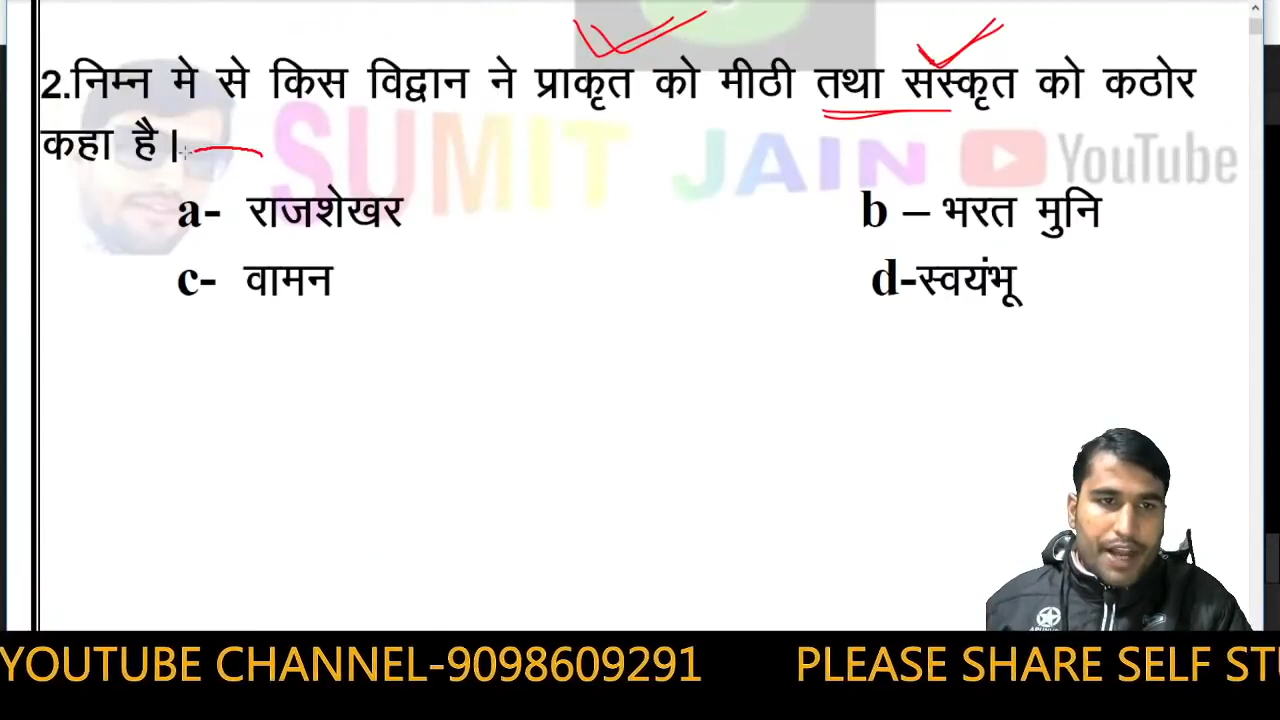 2.निम्न मे से किस विद्वान ने प्राकृत को मीठी तथा संस्कृत को कठोर
कहा है।
SUMIT JAIN YouTube
a- राजशेखर b – भरत मुनि
c- वामन d-स्वयंभू
YOUTUBE CHANNEL-9098609291 PLEASE SHARE SELF ST